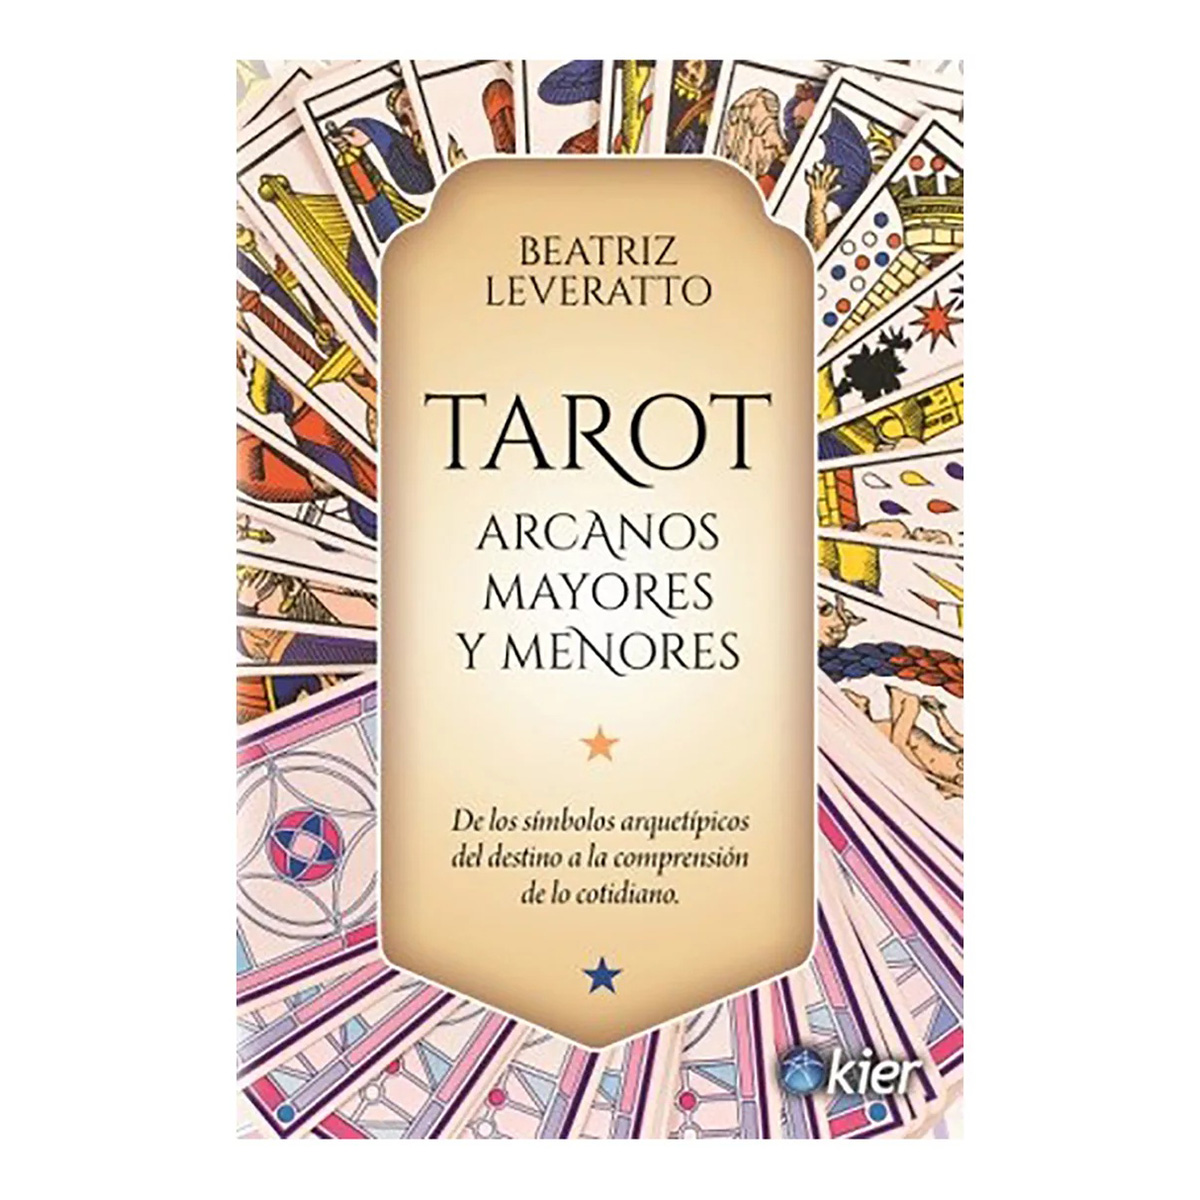 BEATRIZ
LEVERATTO
TAROT
ARCANOS
MAYORES
Y MENORES
De los símbolos arquetípicos
del destino a la comprensión
de lo cotidiano.
kier